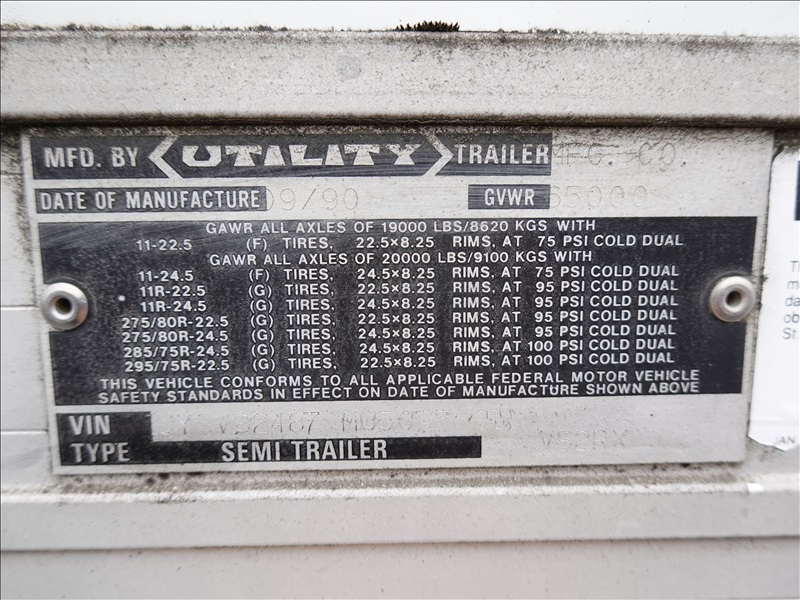 MFD. BY UTILITY TRAILER MFG. CO.
DATE OF MANUFACTURE 09/90 GVWR 65000
GAWR ALL AXLES OF 19000 LBS/8620 KGS WITH
11-22.5 (F) TIRES, 22.5×8.25 RIMS, AT 75 PSI COLD DUAL
GAWR ALL AXLES OF 20000 LBS/9100 KGS WITH
11-24.5 (F) TIRES, 24.5×8.25 RIMS, AT 75 PSI COLD DUAL
11R-22.5 (G) TIRES, 22.5×8.25 RIMS, AT 95 PSI COLD DUAL
11R-24.5 (G) TIRES, 24.5×8.25 RIMS, AT 95 PSI COLD DUAL
275/80R-22.5 (G) TIRES, 22.5×8.25 RIMS, AT 95 PSI COLD DUAL
275/80R-24.5 (G) TIRES, 24.5×8.25 RIMS, AT 95 PSI COLD DUAL
285/75R-24.5 (G) TIRES, 24.5×8.25 RIMS, AT 100 PSI COLD DUAL
295/75R-22.5 (G) TIRES, 22.5×8.25 RIMS, AT 100 PSI COLD DUAL
THIS VEHICLE CONFORMS TO ALL APPLICABLE FEDERAL MOTOR VEHICLE
SAFETY STANDARDS IN EFFECT ON DATE OF MANUFACTURE SHOWN ABOVE
VIN
TYPE SEMI TRAILER
St.
JAN